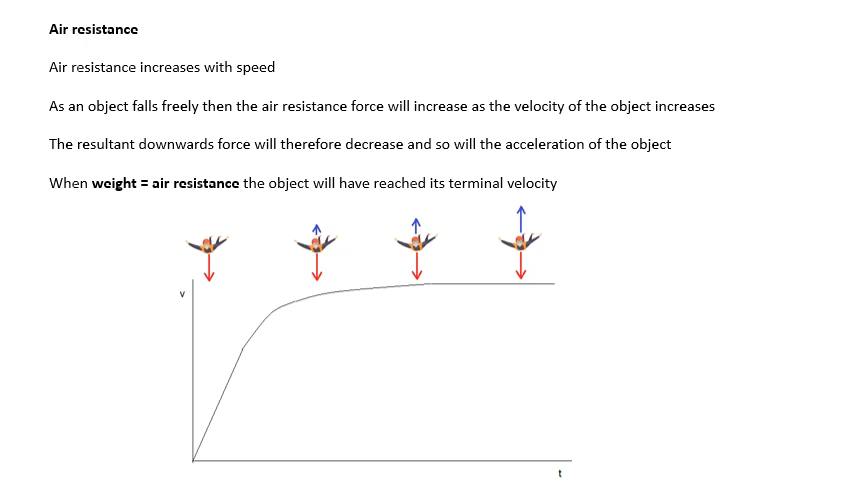 Air resistance
Air resistance increases with speed
As an object falls freely then the air resistance force will increase as the velocity of the object increases
The resultant downwards force will therefore decrease and so will the acceleration of the object
When weight = air resistance the object will have reached its terminal velocity
v
t